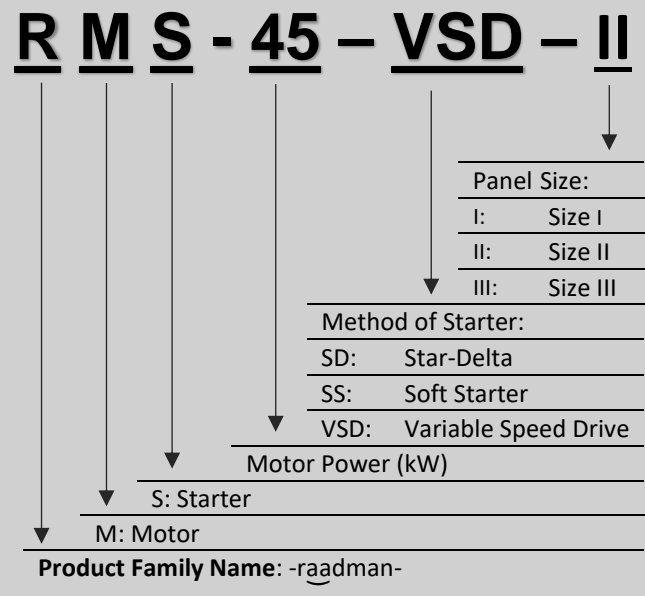 R M S - 45 – VSD – II
Panel Size:
I: Size I
II: Size II
III: Size III
Method of Starter:
SD: Star-Delta
SS: Soft Starter
VSD: Variable Speed Drive
Motor Power (kW)
S: Starter
M: Motor
Product Family Name: -raadman-